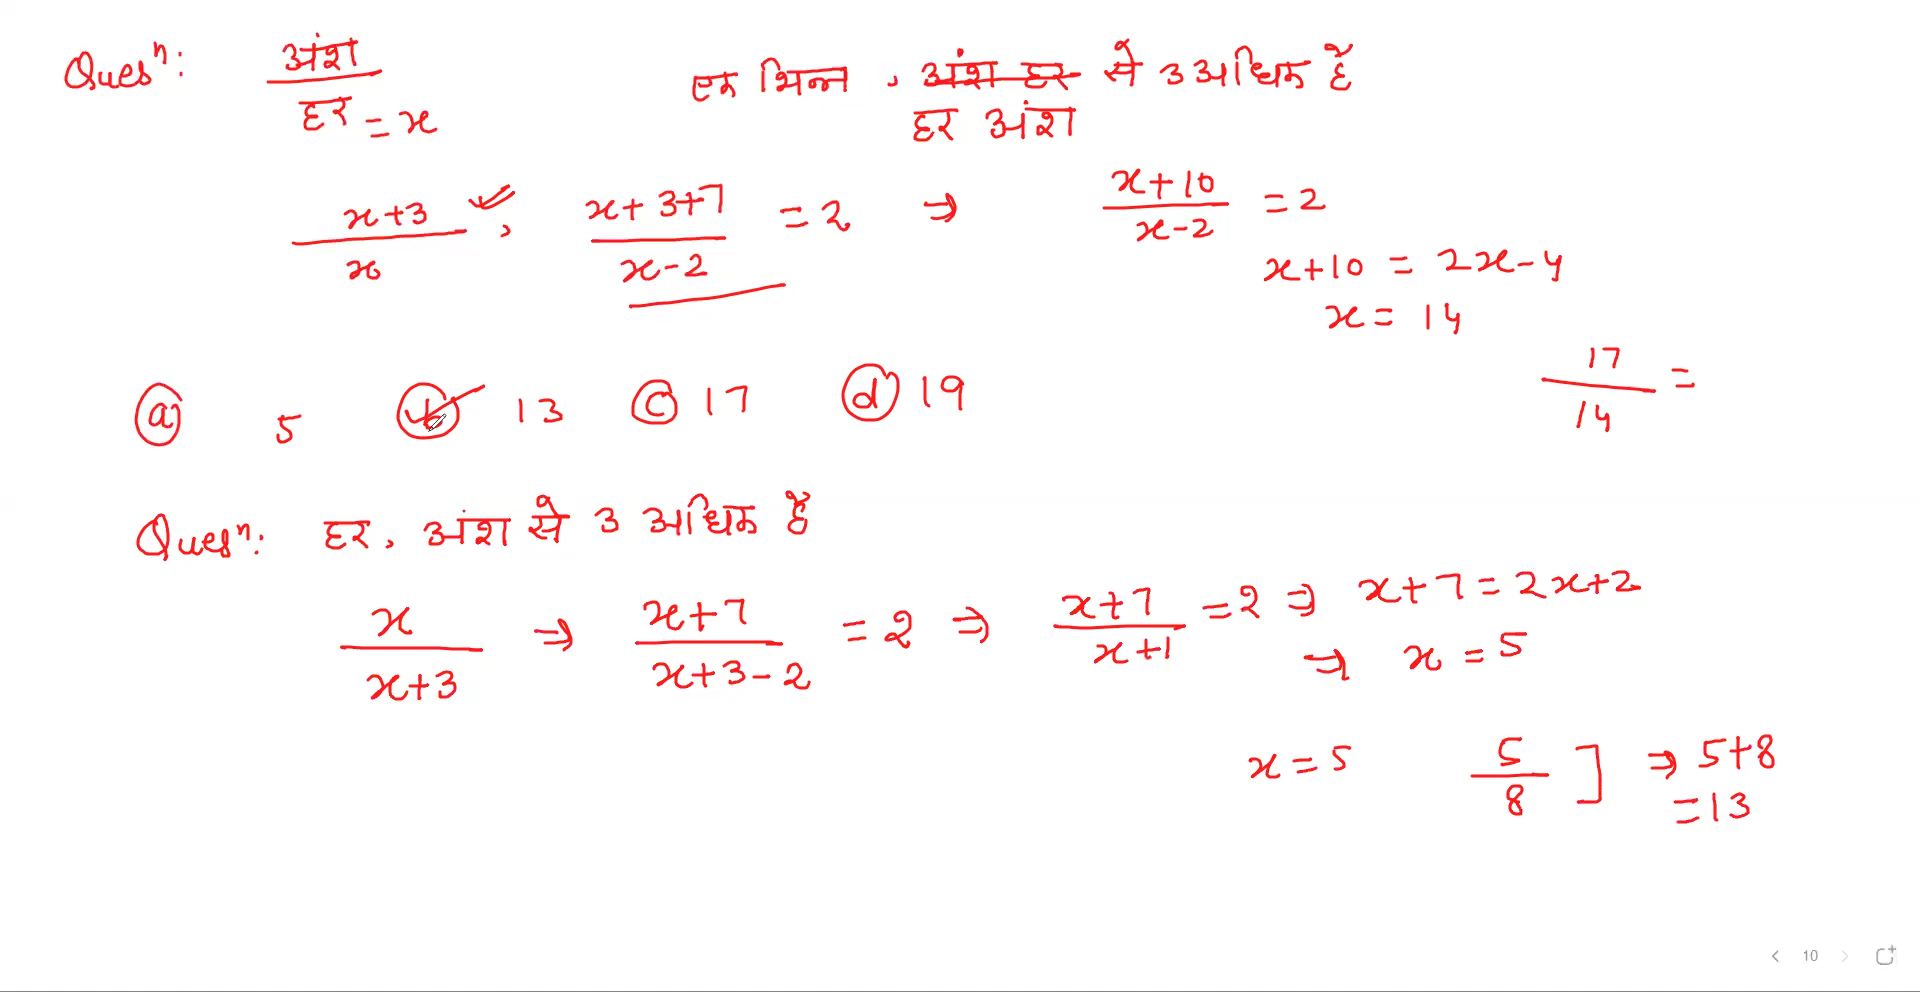 Quesⁿ: अंश/हर = x एक भिन्न, अंश हर से 3 अधिक है
हर अंश
(x+3)/x, (x+3+7)/(x-2) = 2 ⇒ (x+10)/(x-2) = 2
x+10 = 2x-4
x = 14
17/14 =
(a) 5 (b) 13 (c) 17 (d) 19
Quesⁿ: हर, अंश से 3 अधिक है
x/(x+3) → (x+7)/(x+3-2) = 2 ⇒ (x+7)/(x+1) = 2 ⇒ x+7 = 2x+2
⇒ x = 5
x = 5 5/8 ] ⇒ 5+8
= 13
10